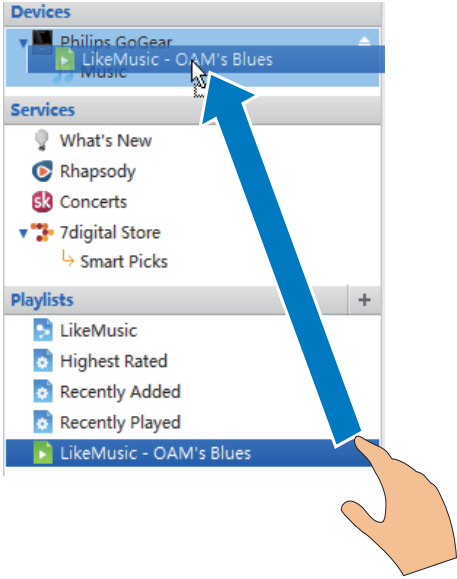 Devices
Philips GoGear
LikeMusic - OAM's Blues
Music
Services
What's New
Rhapsody
sk Concerts
7digital Store
Smart Picks
Playlists +
LikeMusic
Highest Rated
Recently Added
Recently Played
LikeMusic - OAM's Blues